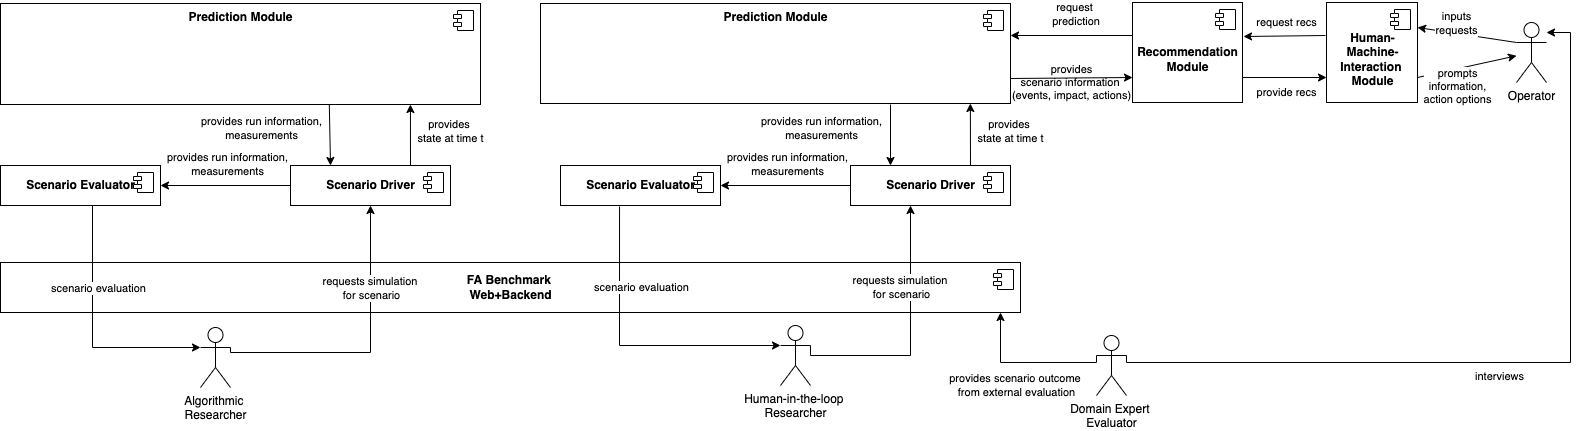 Prediction Module
Prediction Module
request
prediction
provides
scenario information
(events, impact, actions)
Recommendation
Module
request recs
provide recs
Human-
Machine-
Interaction
Module
inputs
requests
prompts
information,
action options
Operator
provides run information,
measurements
provides
state at time t
provides run information,
measurements
Scenario Evaluator
Scenario Driver
provides run information,
measurements
provides
state at time t
provides run information,
measurements
Scenario Evaluator
Scenario Driver
FA Benchmark
Web+Backend
scenario evaluation
requests simulation
for scenario
scenario evaluation
requests simulation
for scenario
Algorithmic
Researcher
Human-in-the-loop
Researcher
provides scenario outcome
from external evaluation
Domain Expert
Evaluator
interviews